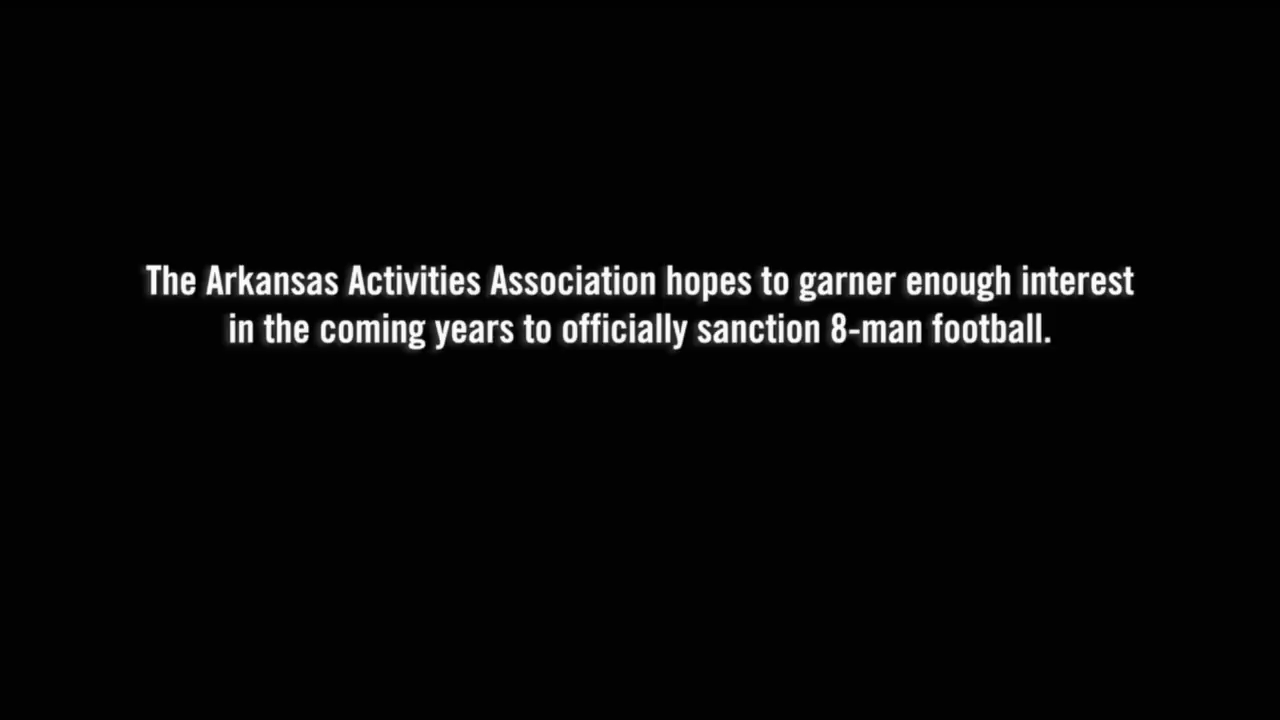 The Arkansas Activities Association hopes to garner enough interest
in the coming years to officially sanction 8-man football.